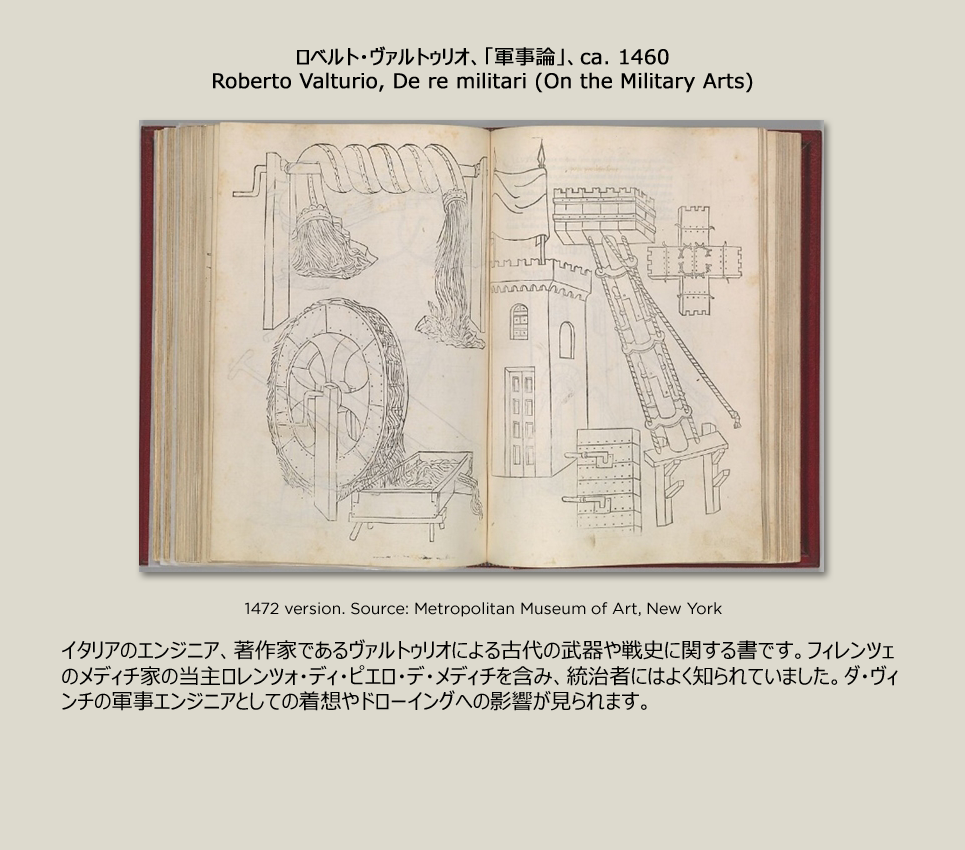 ロベルト・ヴァルトゥリオ、「軍事論」、ca. 1460
Roberto Valturio, De re militari (On the Military Arts)
1472 version. Source: Metropolitan Museum of Art, New York
イタリアのエンジニア、著作家であるヴァルトゥリオによる古代の武器や戦史に関する書です。フィレンツェ
のメディチ家の当主ロレンツォ・ディ・ピエロ・デ・メディチを含み、統治者にはよく知られていました。ダ・ヴィ
ンチの軍事エンジニアとしての着想やドローイングへの影響が見られます。